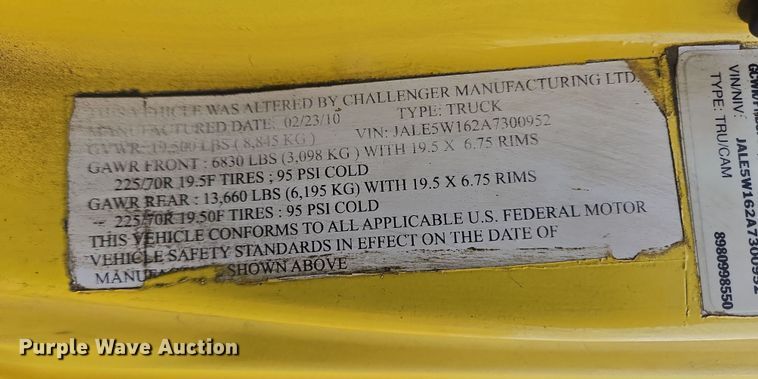 THIS VEHICLE WAS ALTERED BY CHALLENGER MANUFACTURING LTD.
MANUFACTURED DATE: 02/23/10 TYPE: TRUCK
GVWR: 19,500 LBS ( 8,845 KG ) VIN: JALE5W162A7300952
GAWR FRONT : 6830 LBS (3,098 KG ) WITH 19.5 X 6.75 RIMS
225/70R 19.5F TIRES ; 95 PSI COLD
GAWR REAR : 13,660 LBS (6,195 KG) WITH 19.5 X 6.75 RIMS
225/70R 19.50F TIRES : 95 PSI COLD
THIS VEHICLE CONFORMS TO ALL APPLICABLE U.S. FEDERAL MOTOR
VEHICLE SAFETY STANDARDS IN EFFECT ON THE DATE OF
SHOWN ABOVE
VIN/NIV: JALE5W162A7300952
TYPE: TRU/CAM 8980998550
Purple Wave Auction